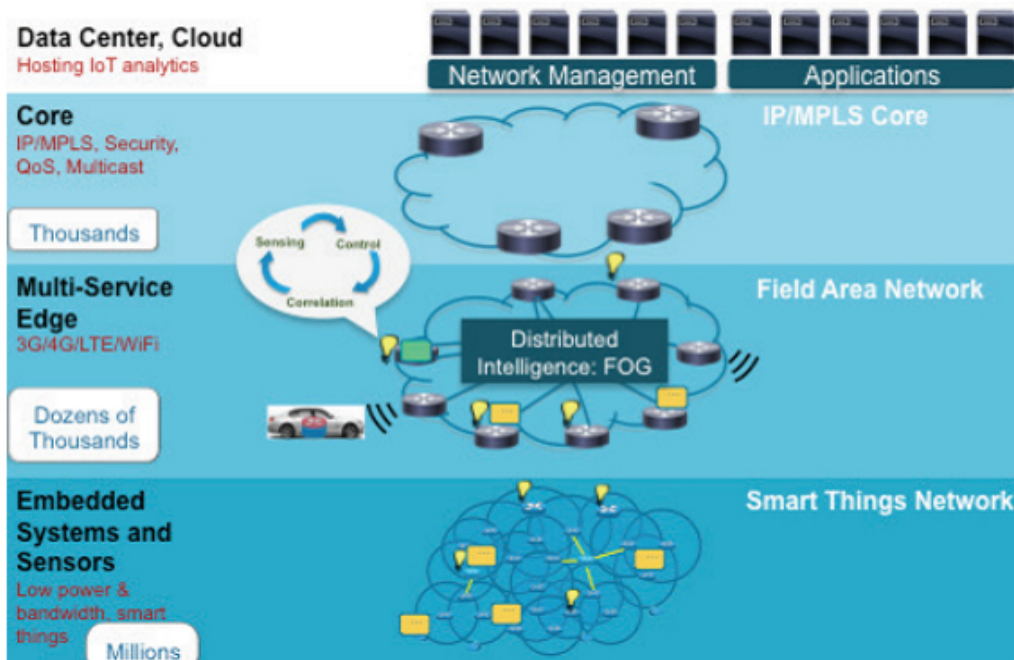 Data Center, Cloud
Hosting IoT analytics
Network Management
Applications
Core
IP/MPLS, Security,
QoS, Multicast
IP/MPLS Core
Thousands
Sensing
Control
Correlation
Multi-Service
Edge
3G/4G/LTE/WiFi
Field Area Network
Distributed
Intelligence: FOG
Dozens of
Thousands
Embedded
Systems and
Sensors
Low power &
bandwidth, smart
things
Smart Things Network
Millions